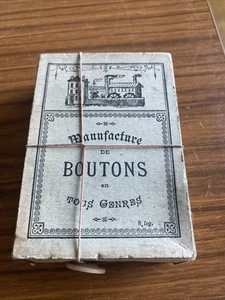 Manufacture
DE
BOUTONS
en
TOUS GENRES